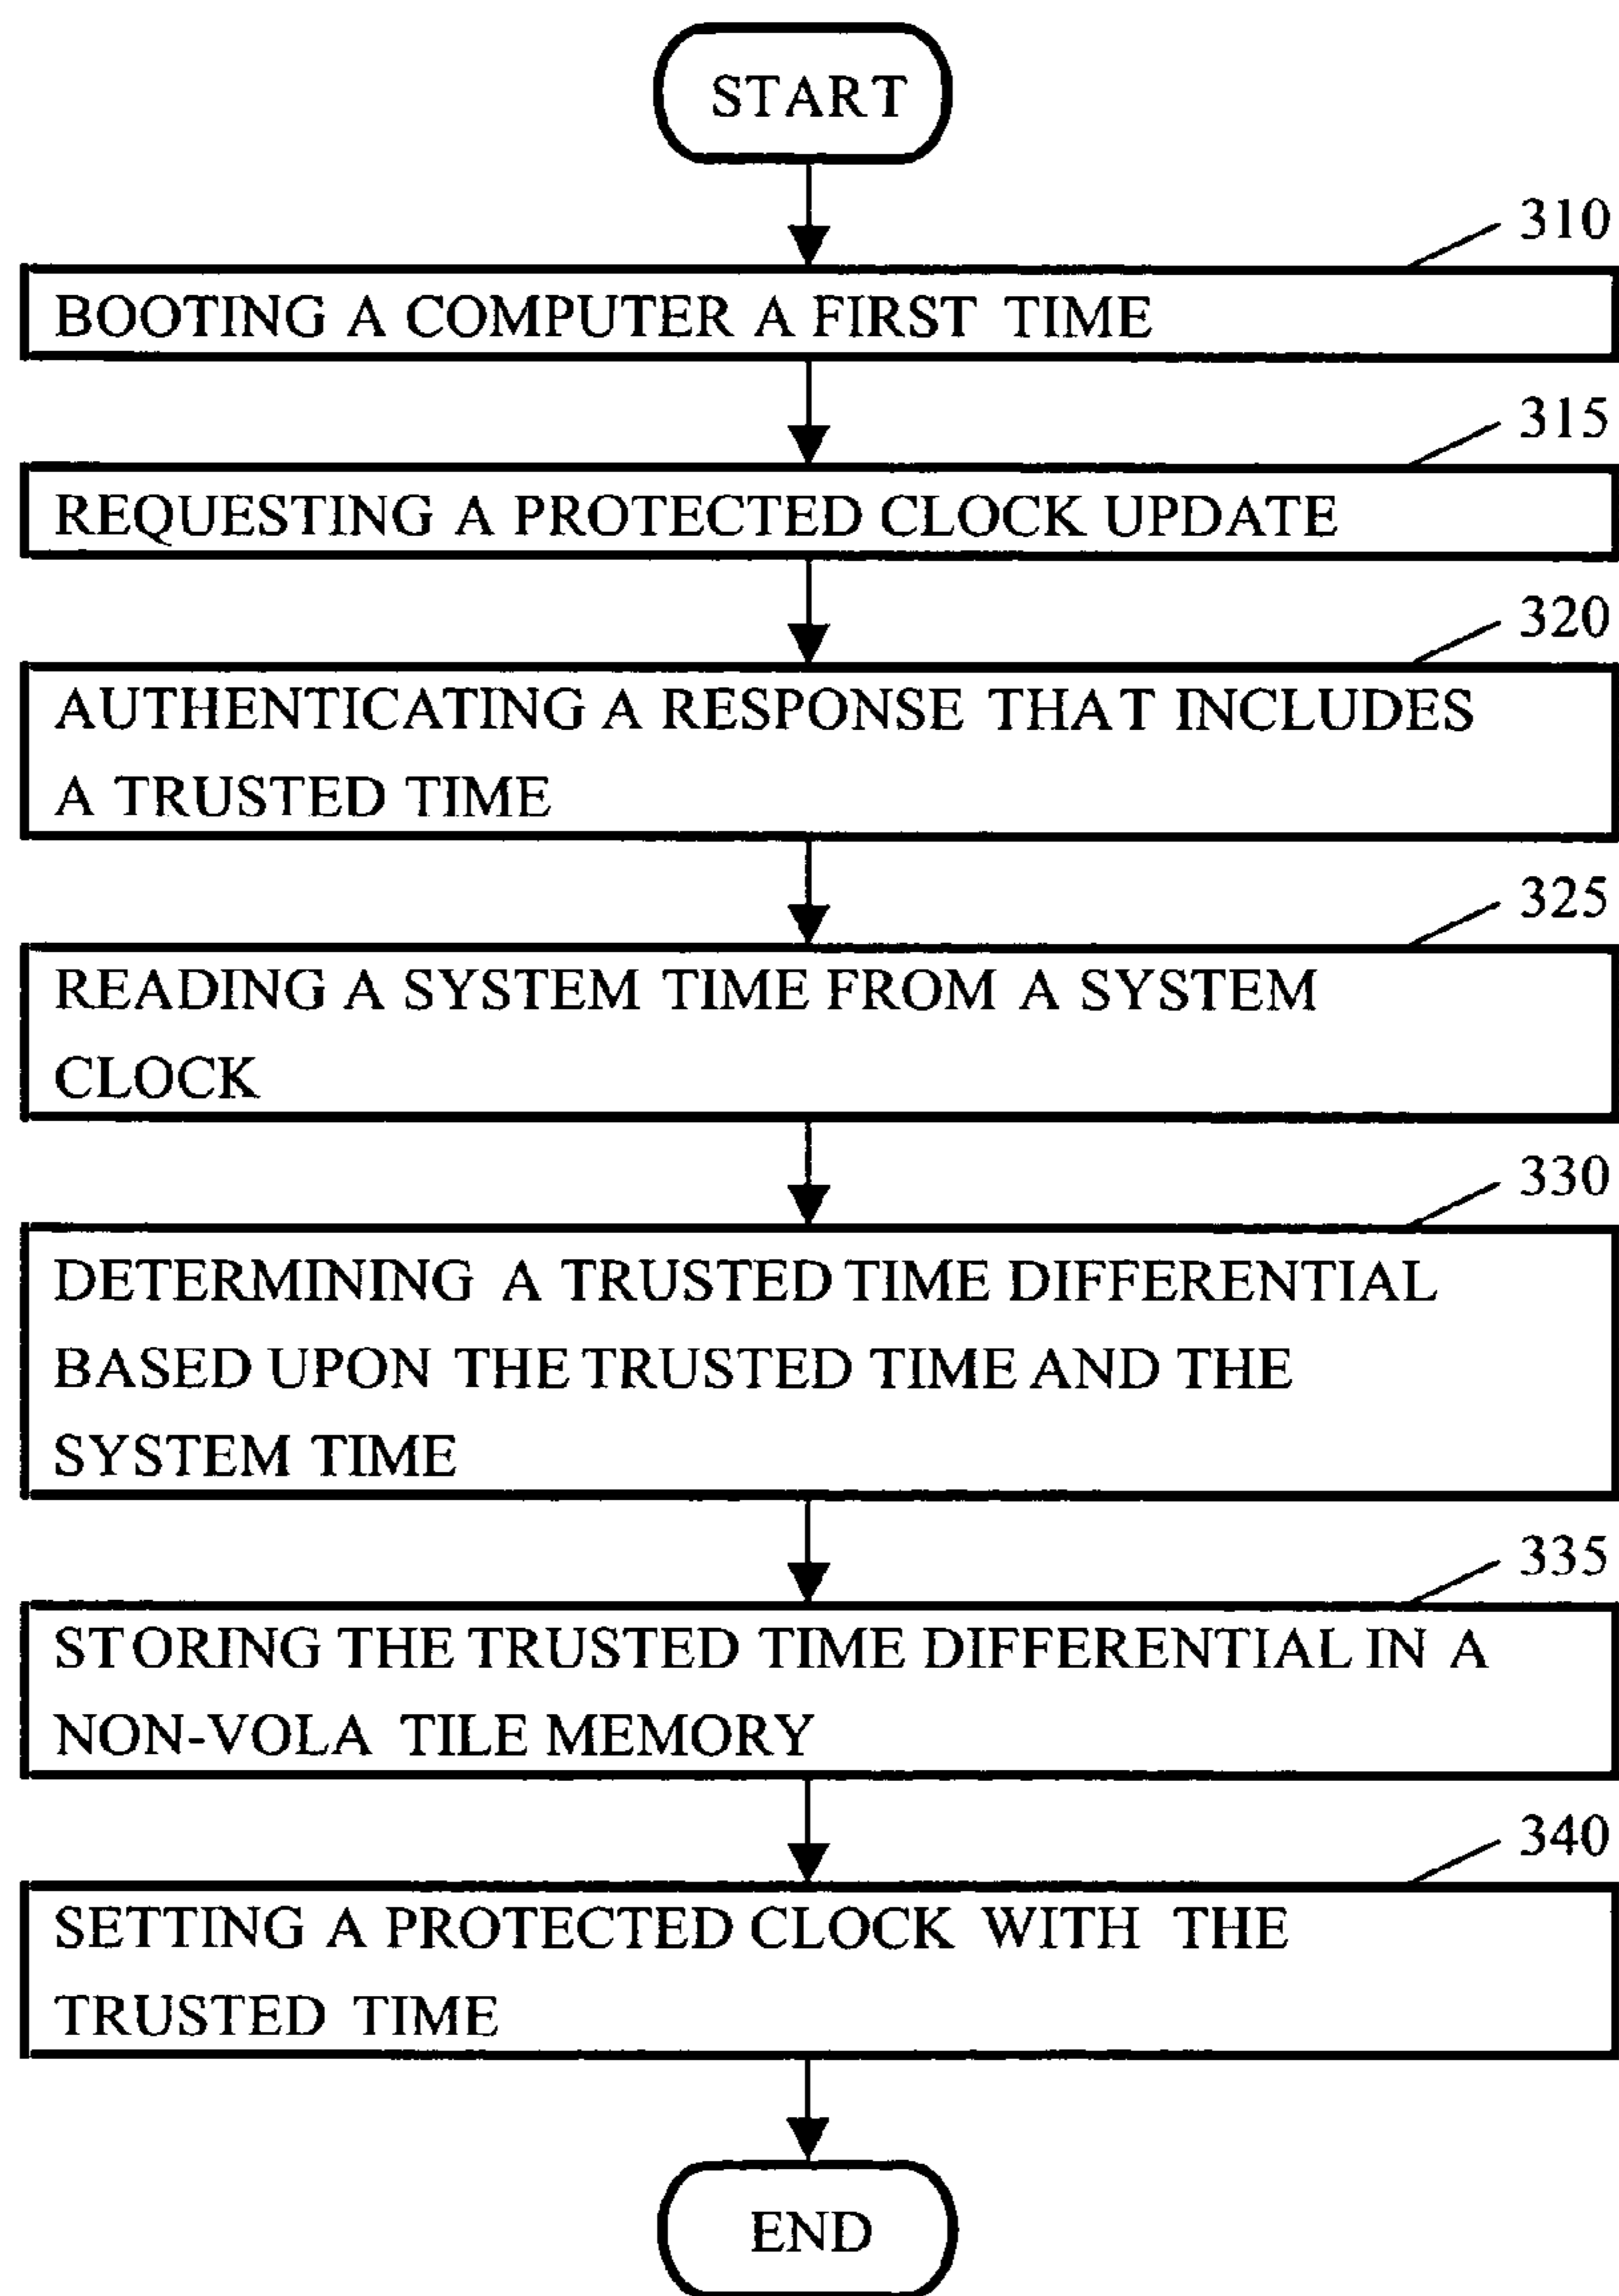 START
310
BOOTING A COMPUTER A FIRST TIME
315
REQUESTING A PROTECTED CLOCK UPDATE
320
AUTHENTICATING A RESPONSE THAT INCLUDES
A TRUSTED TIME
325
READING A SYSTEM TIME FROM A SYSTEM
CLOCK
330
DETERMINING A TRUSTED TIME DIFFERENTIAL
BASED UPON THE TRUSTED TIME AND THE
SYSTEM TIME
335
STORING THE TRUSTED TIME DIFFERENTIAL IN A
NON-VOLA TILE MEMORY
340
SETTING A PROTECTED CLOCK WITH THE
TRUSTED TIME
END